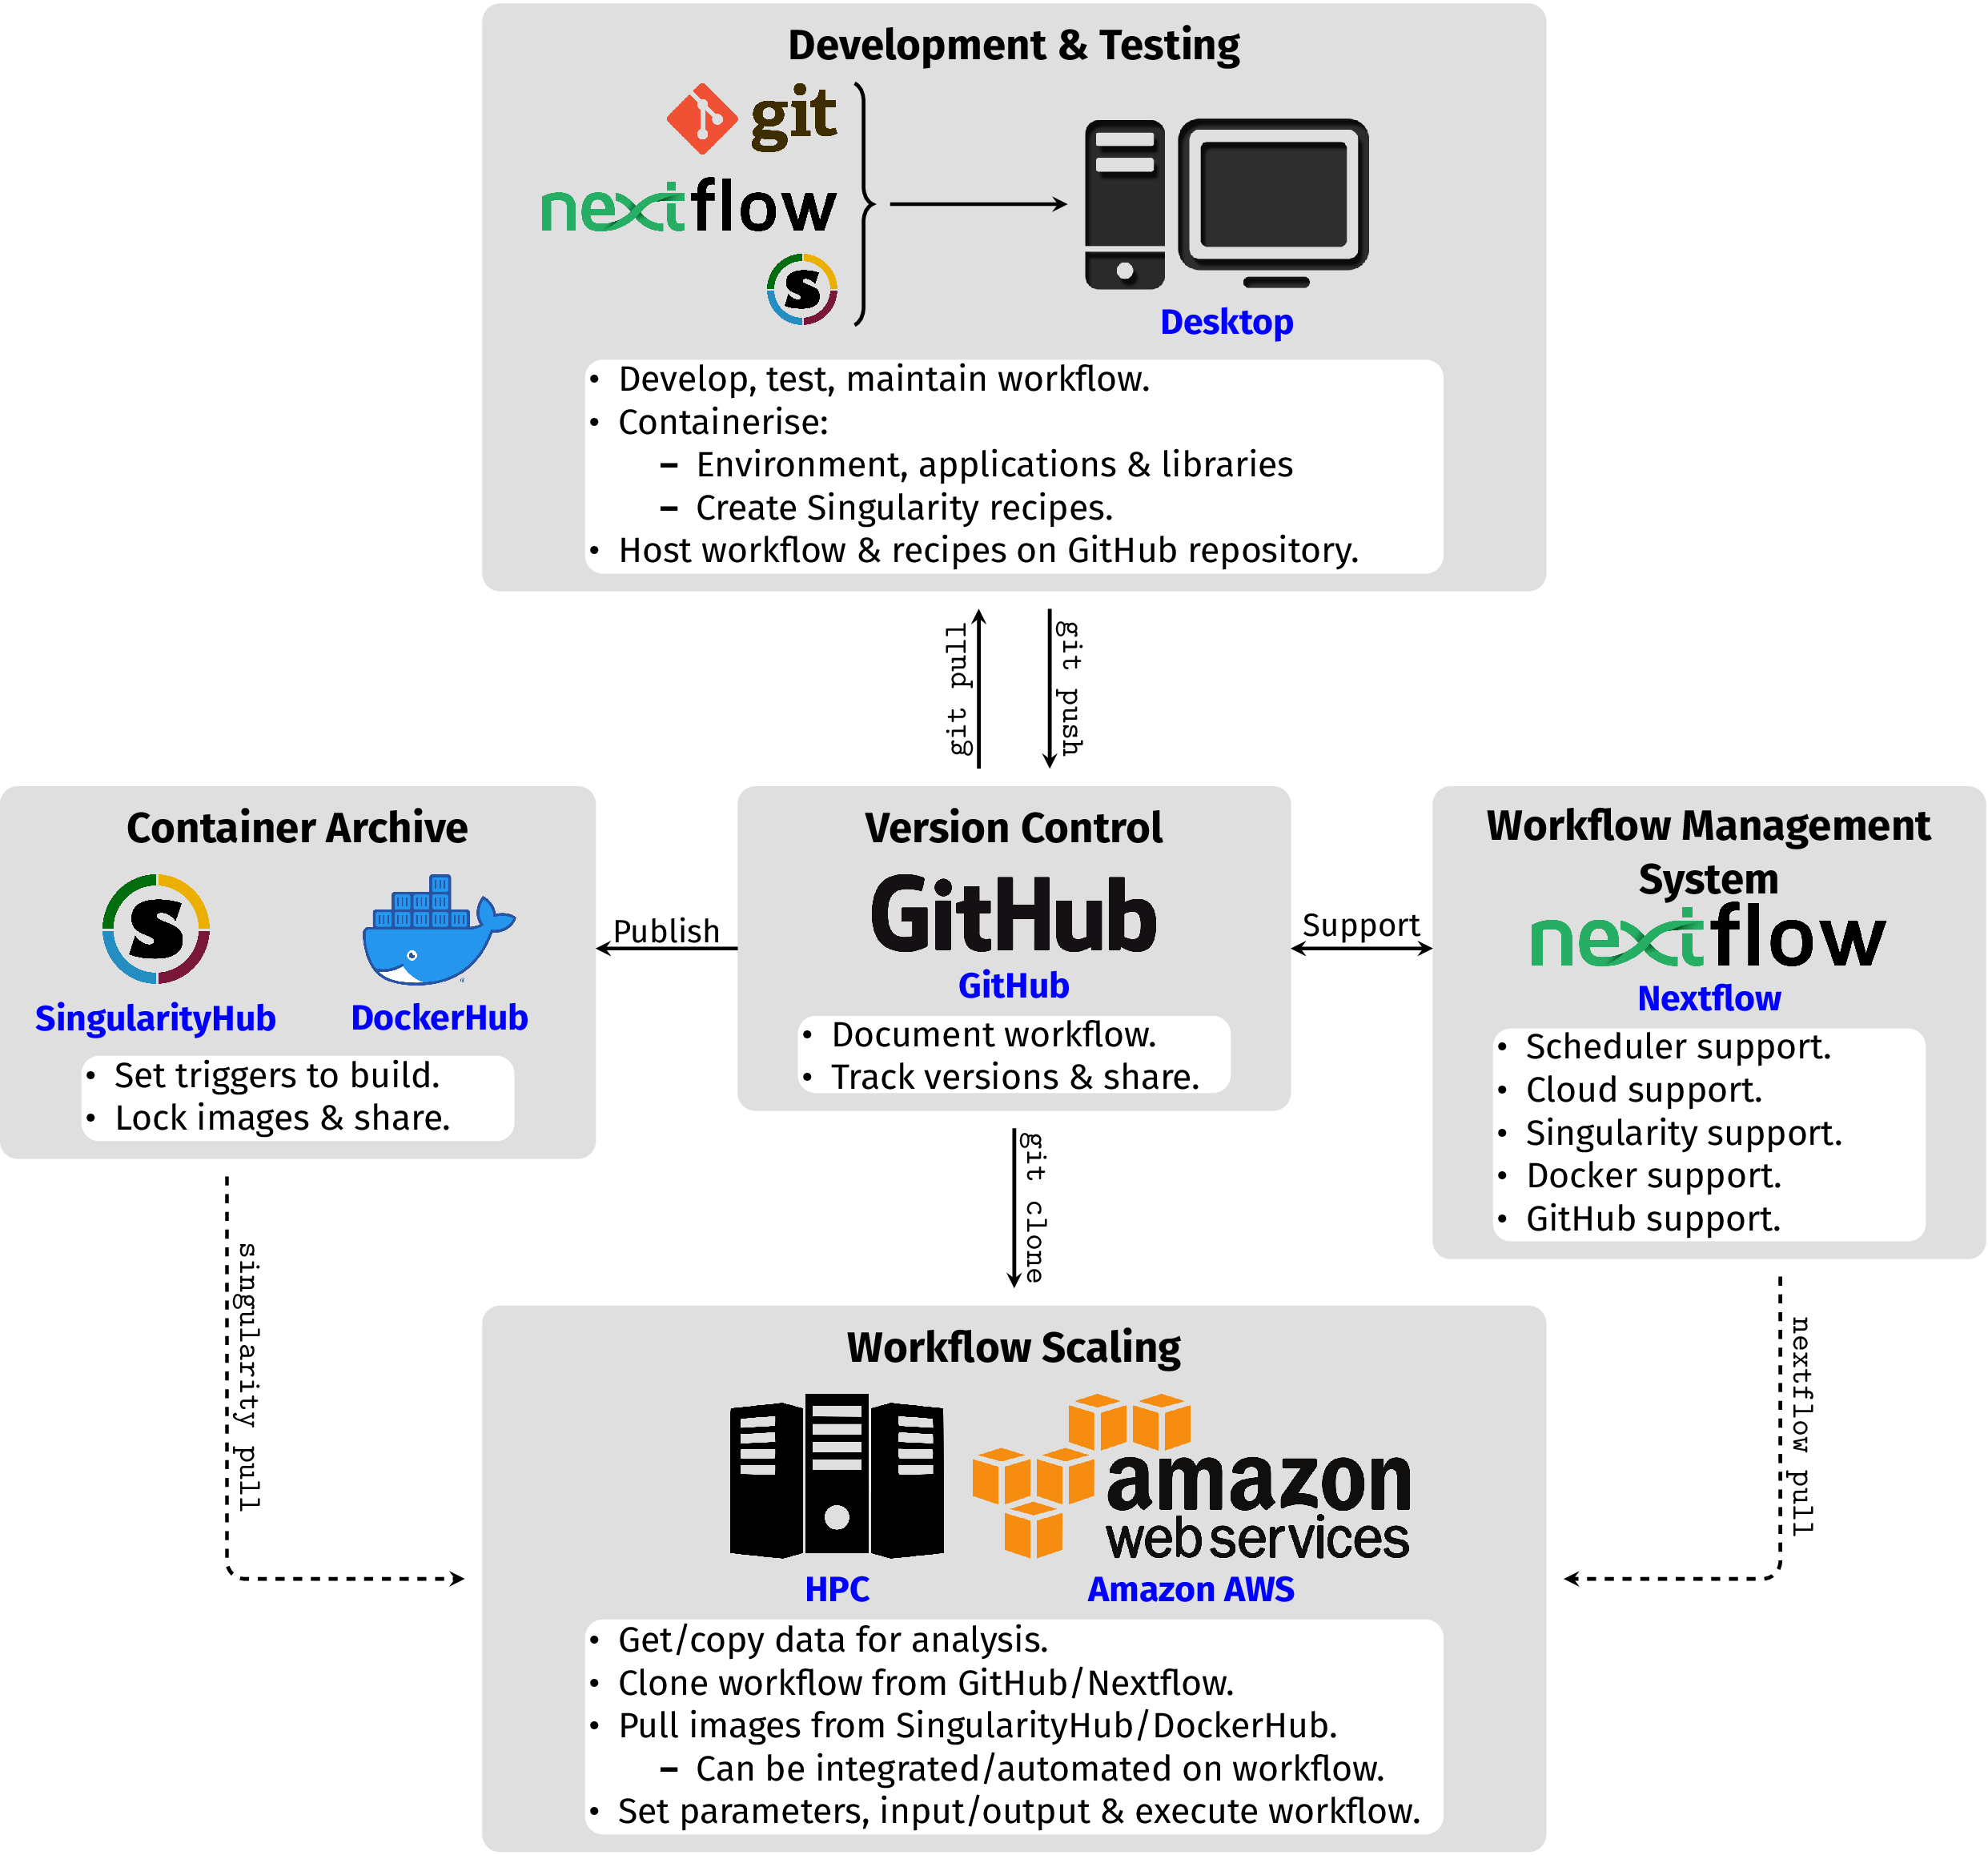 Development & Testing
git
nextflow
S
Desktop
• Develop, test, maintain workflow.
• Containerise:
– Environment, applications & libraries
– Create Singularity recipes.
• Host workflow & recipes on GitHub repository.
git pull
git push
Container Archive
S
SingularityHub
DockerHub
• Set triggers to build.
• Lock images & share.
Publish
Version Control
GitHub
GitHub
• Document workflow.
• Track versions & share.
Support
Workflow Management
System
nextflow
Nextflow
• Scheduler support.
• Cloud support.
• Singularity support.
• Docker support.
• GitHub support.
singularity pull
git clone
nextflow pull
Workflow Scaling
amazon
web services
HPC
Amazon AWS
• Get/copy data for analysis.
• Clone workflow from GitHub/Nextflow.
• Pull images from SingularityHub/DockerHub.
– Can be integrated/automated on workflow.
• Set parameters, input/output & execute workflow.